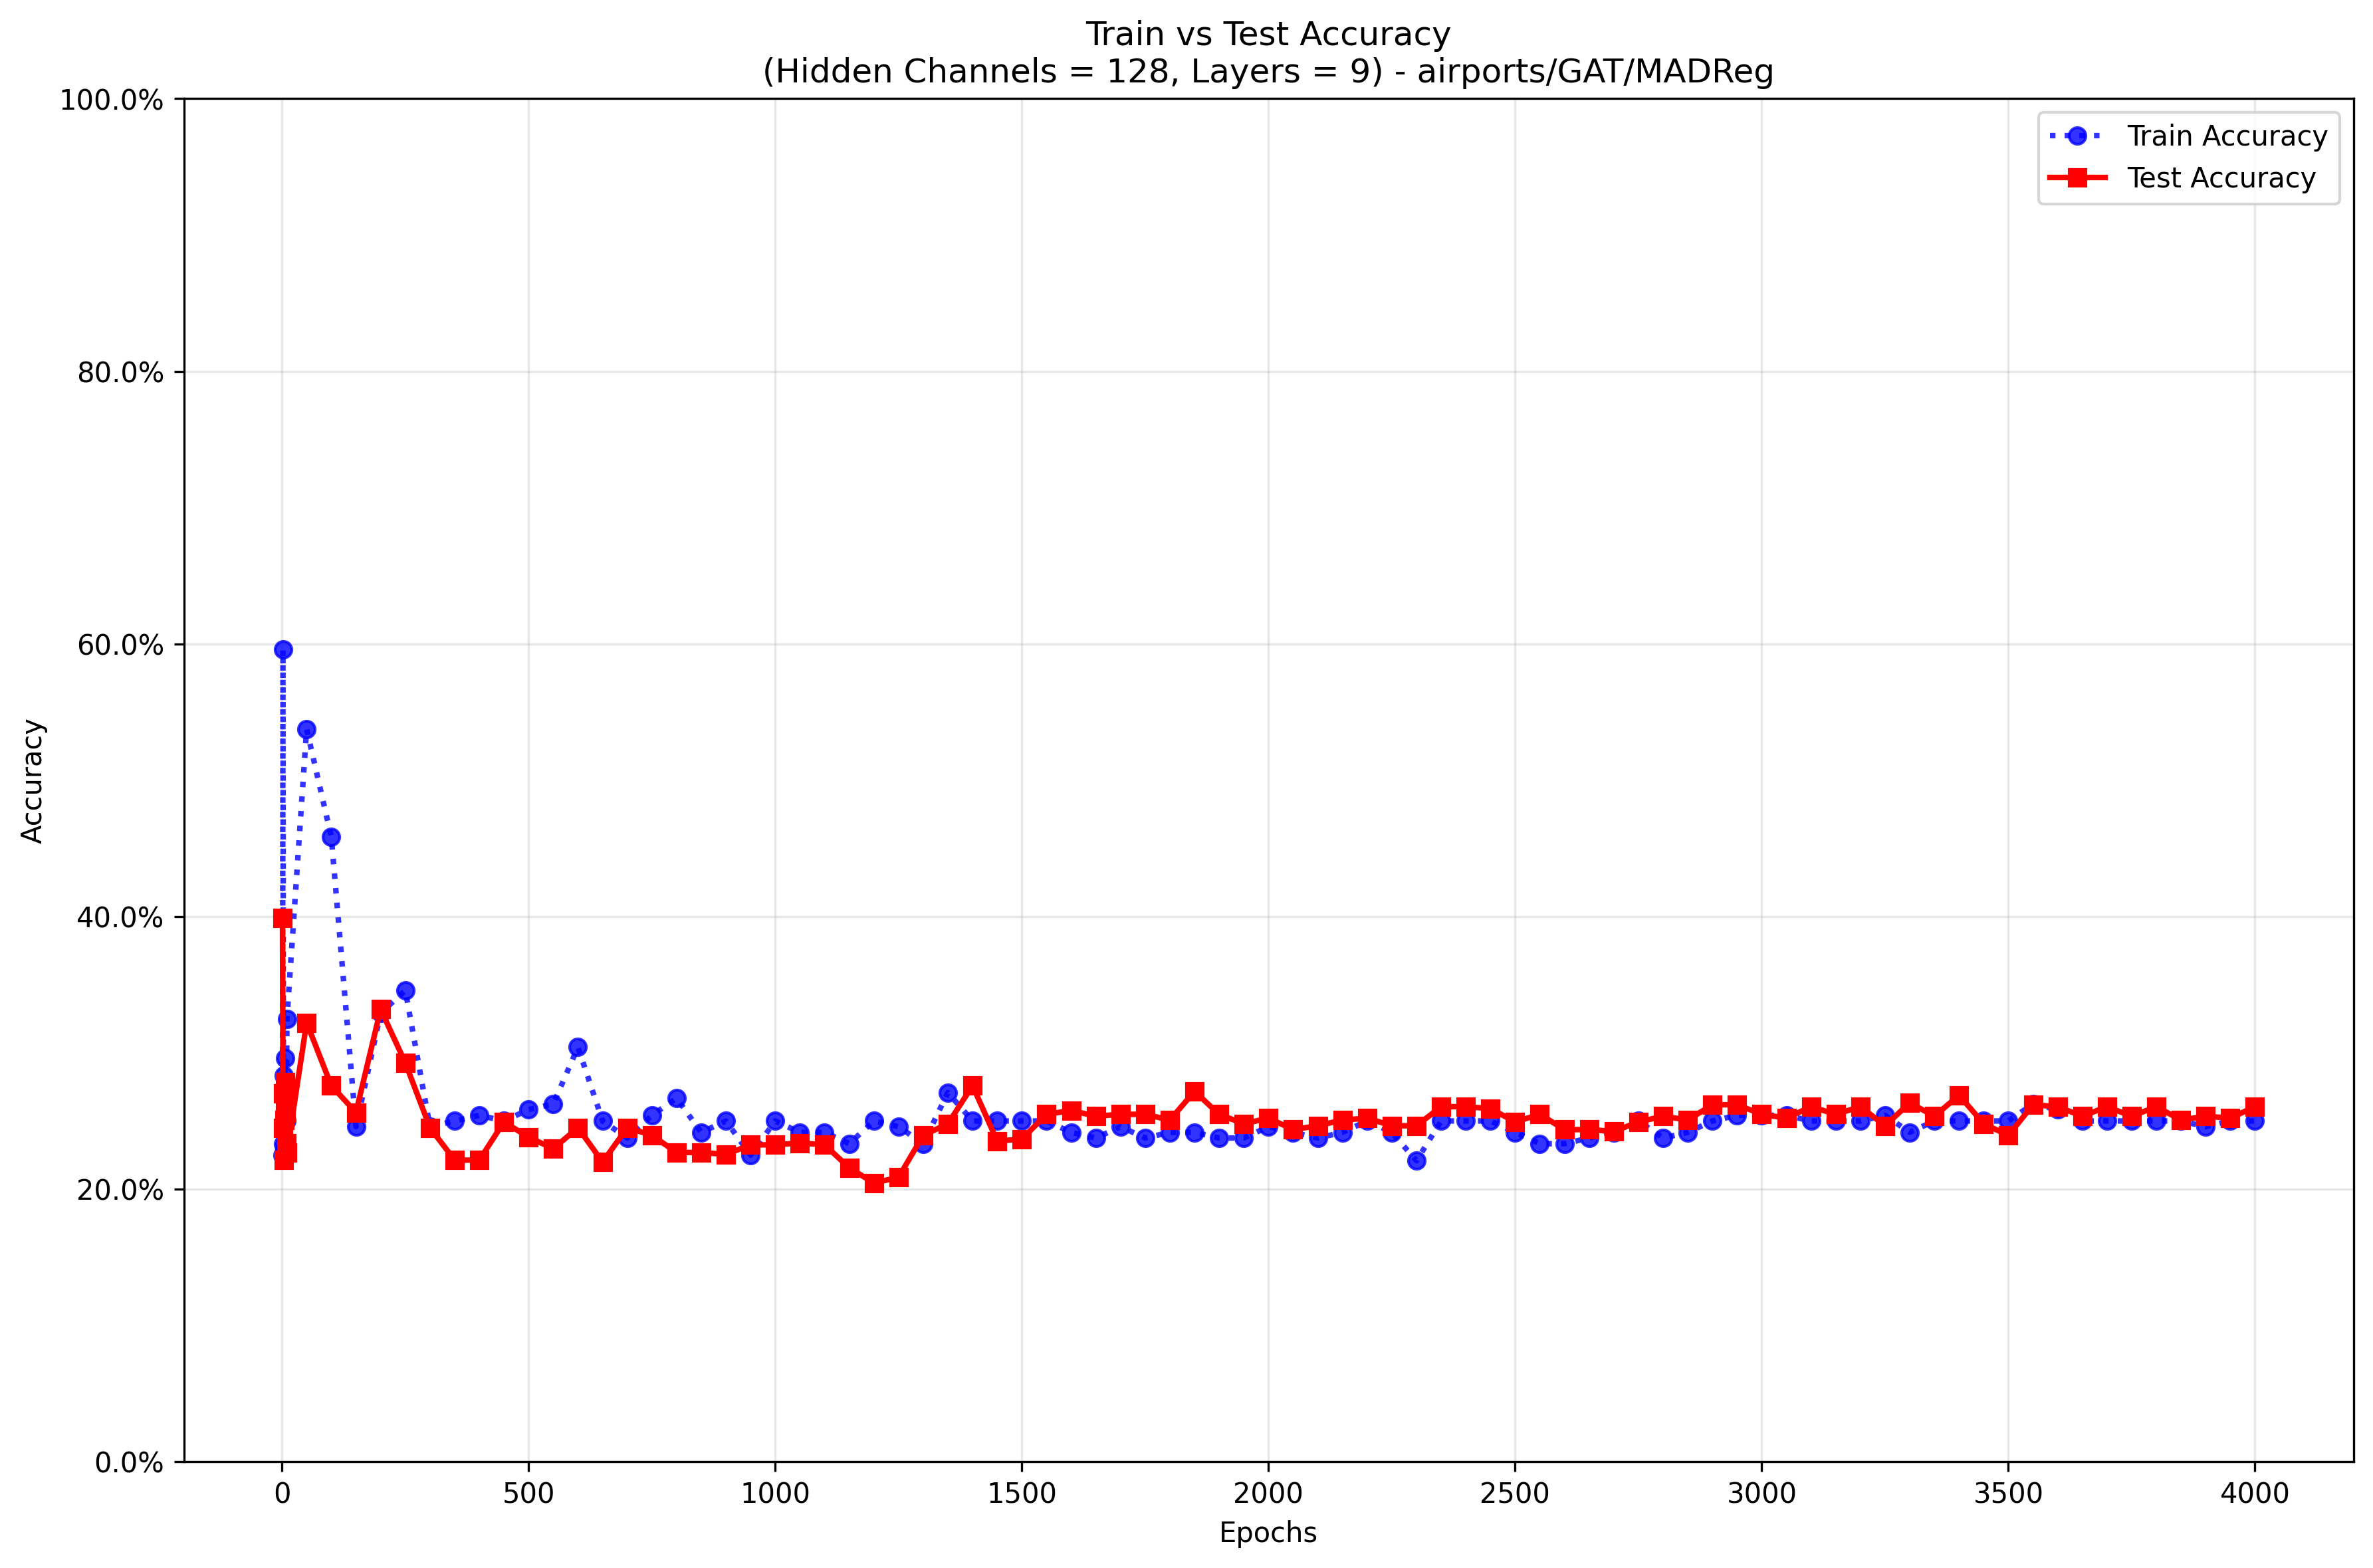 Train vs Test Accuracy
(Hidden Channels = 128, Layers = 9) - airports/GAT/MADReg
100.0%
80.0%
60.0%
40.0%
20.0%
0.0%
Accuracy
Train Accuracy
Test Accuracy
0 500 1000 1500 2000 2500 3000 3500 4000
Epochs